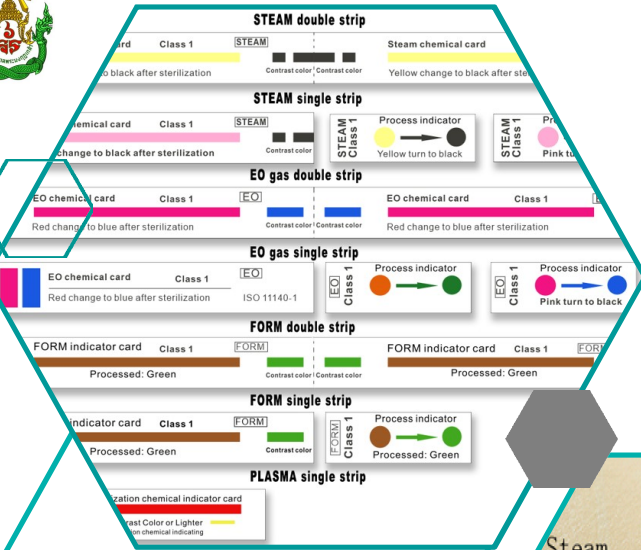 STEAM double strip
Class 1 STEAM Steam chemical card
to black after sterilization Contrast color Contrast color Yellow change to black after
STEAM single strip
chemical card Class 1 STEAM
change to black after sterilization Contrast color
STEAM Class 1 Process indicator
Yellow turn to black
STEAM Class 1
Pink
EO gas double strip
EO chemical card Class 1 EO EO chemical card Class 1
Red change to blue after sterilization Contrast color Contrast color Red change to blue after sterilization
EO gas single strip
EO chemical card Class 1 EO
Red change to blue after sterilization ISO 11140-1
EO Class 1 Process indicator
EO Class 1 Process indicator
Pink turn to black
FORM double strip
FORM indicator card Class 1 FORM FORM indicator card Class 1 FORM
Processed: Green Contrast color Contrast color Processed: Green
FORM single strip
indicator card Class 1 FORM
Processed: Green Contrast color
FORM Class 1 Process indicator
Processed: Green
PLASMA single strip
chemical indicator card
Color or Lighter
chemical indicating
Steam